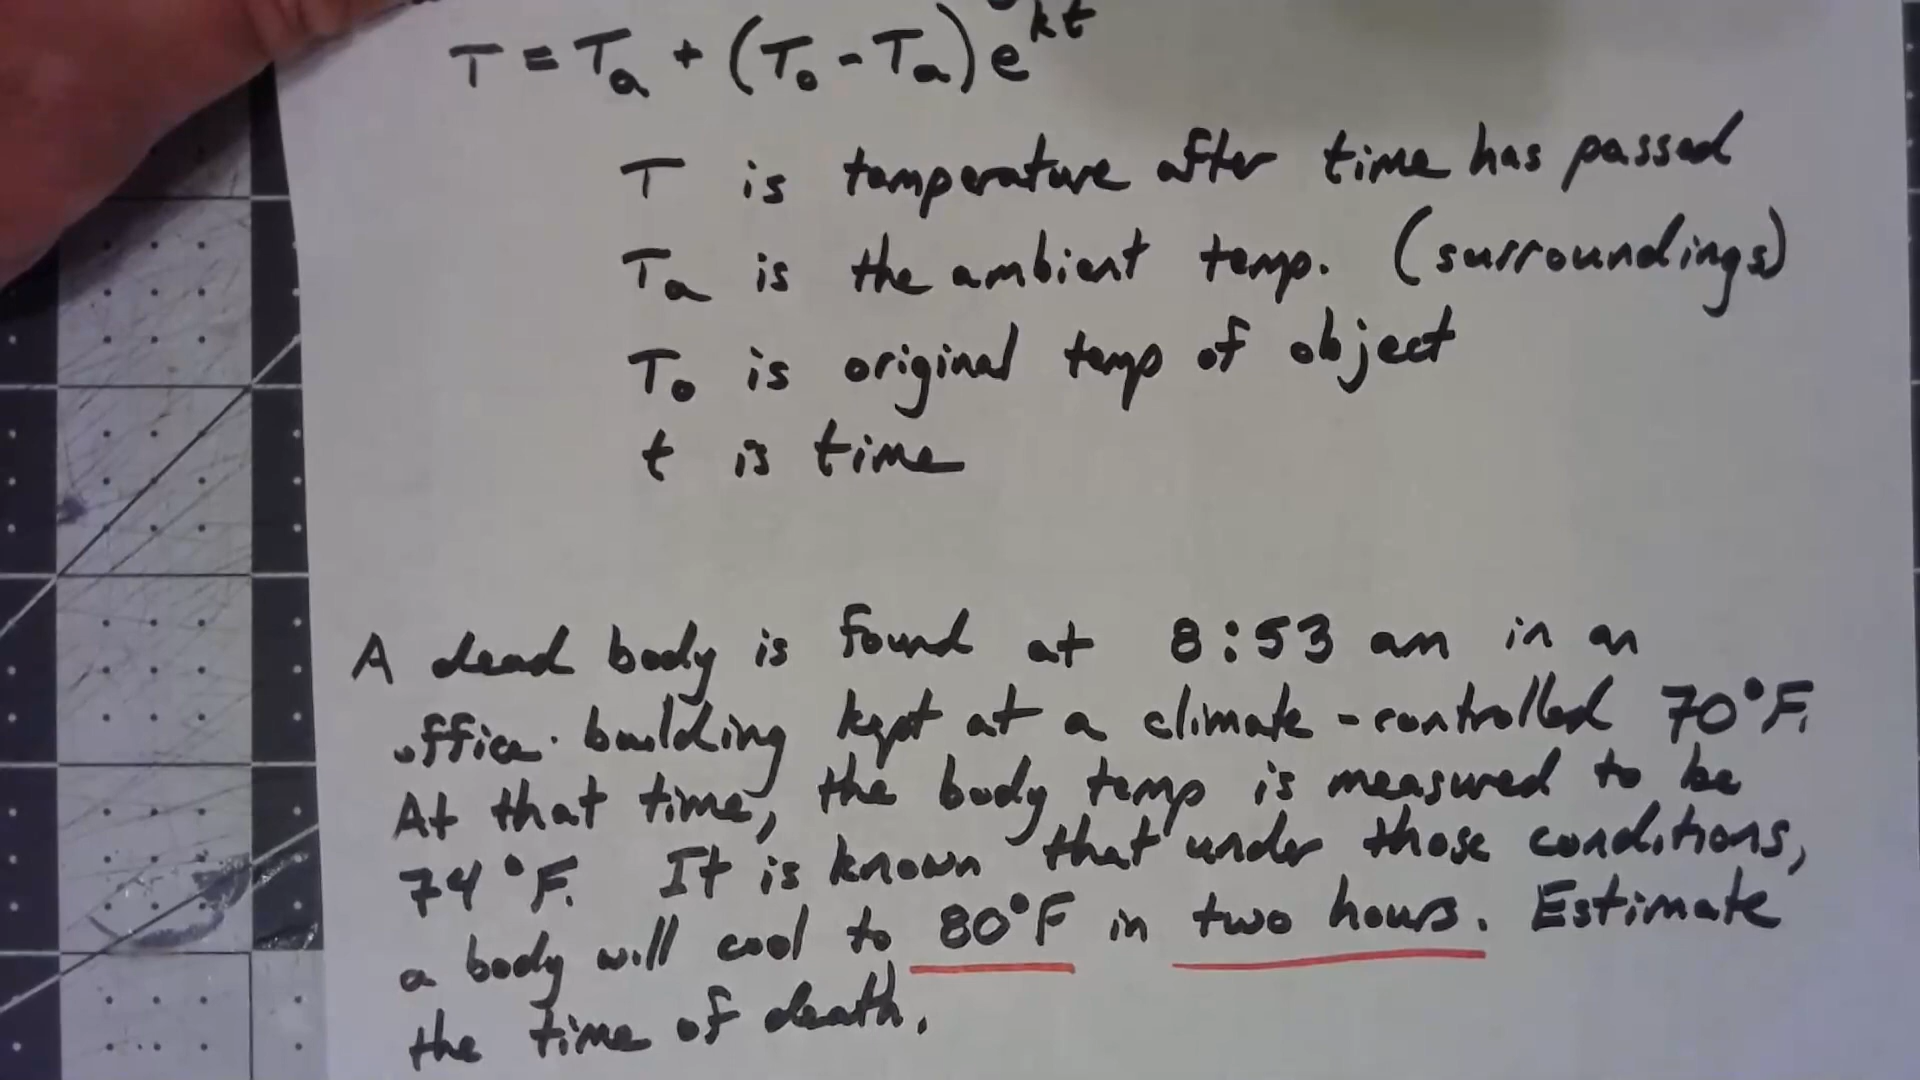 T = Ta + (To - Ta) e^kt
T is temperature after time has passed
Ta is the ambient temp. (surroundings)
To is original temp of object
t is time
A dead body is found at 8:53 am in an
office building kept at a climate-controlled 70°F.
At that time, the body temp is measured to be
74°F. It is known that under those conditions,
a body will cool to 80°F in two hours. Estimate
the time of death.